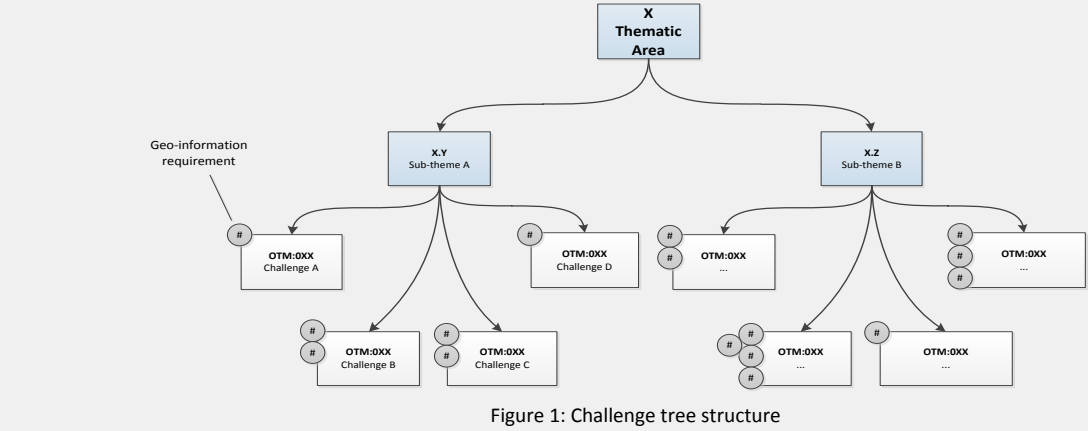 X
Thematic
Area
Geo-information
requirement
X.Y
Sub-theme A
X.Z
Sub-theme B
#
OTM:0XX
Challenge A
#
OTM:0XX
Challenge D
#
#
OTM:0XX
...
#
#
#
OTM:0XX
...
#
#
OTM:0XX
Challenge B
#
#
OTM:0XX
Challenge C
#
#
#
#
OTM:0XX
...
#
OTM:0XX
...
Figure 1: Challenge tree structure